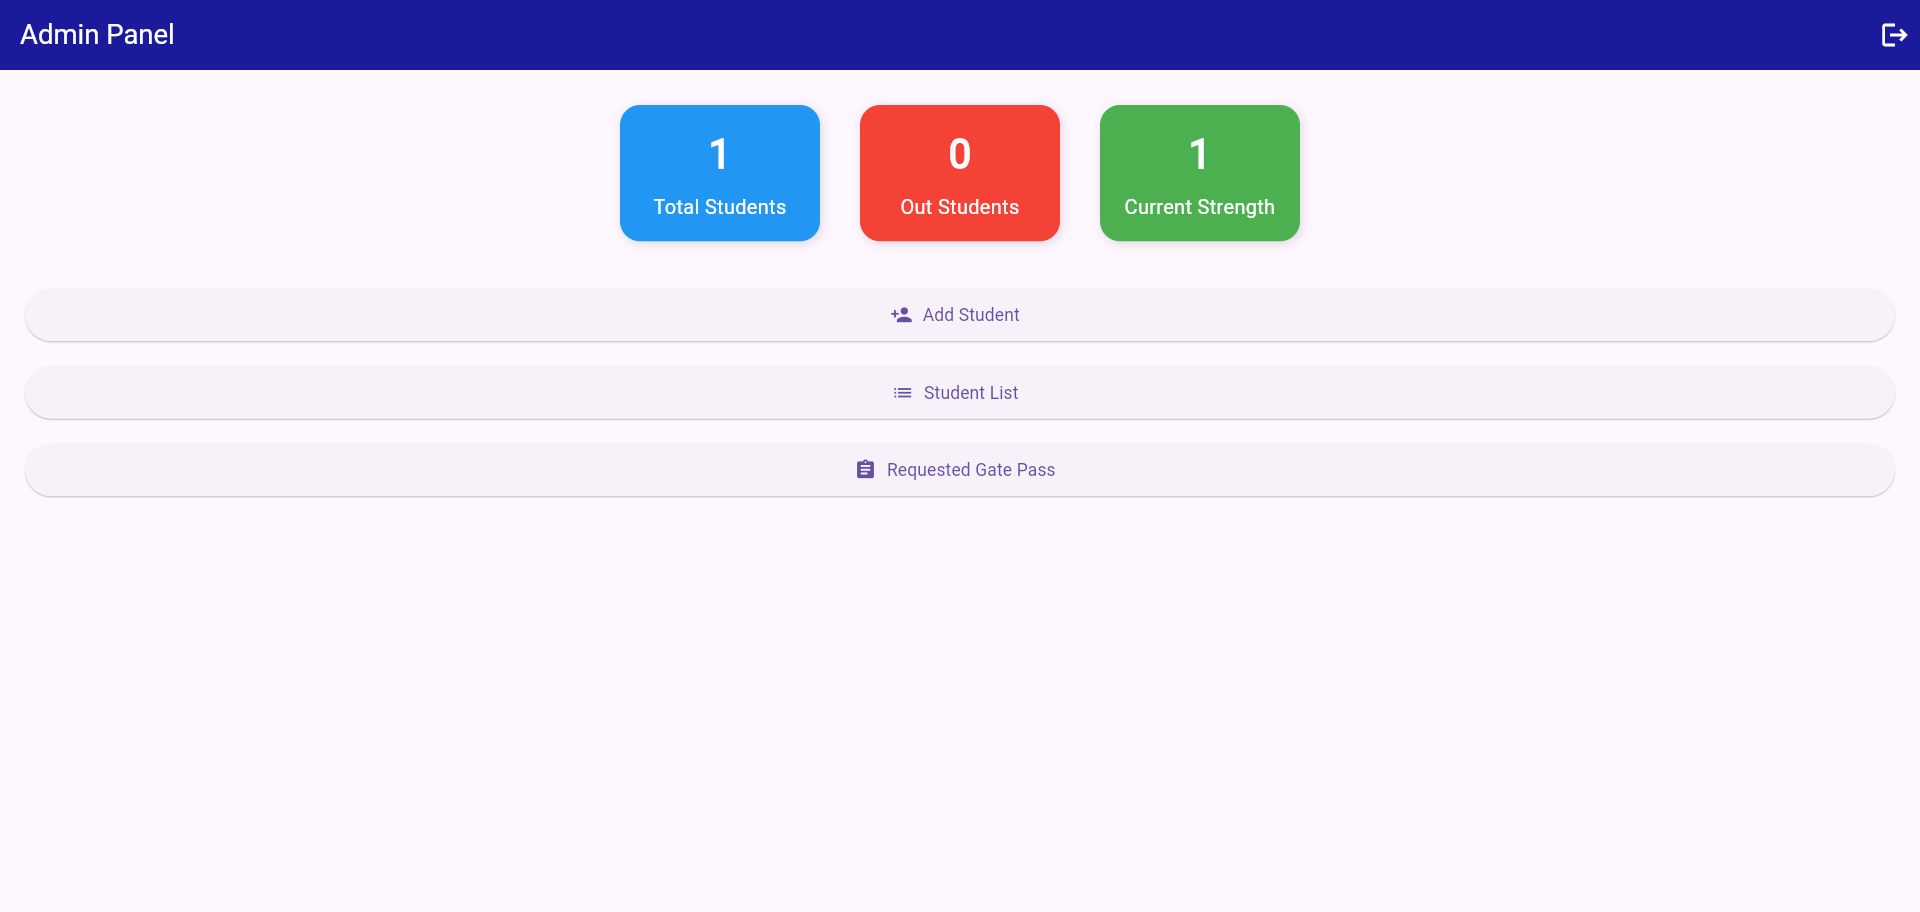 Admin Panel
1
Total Students
0
Out Students
1
Current Strength
Add Student
Student List
Requested Gate Pass